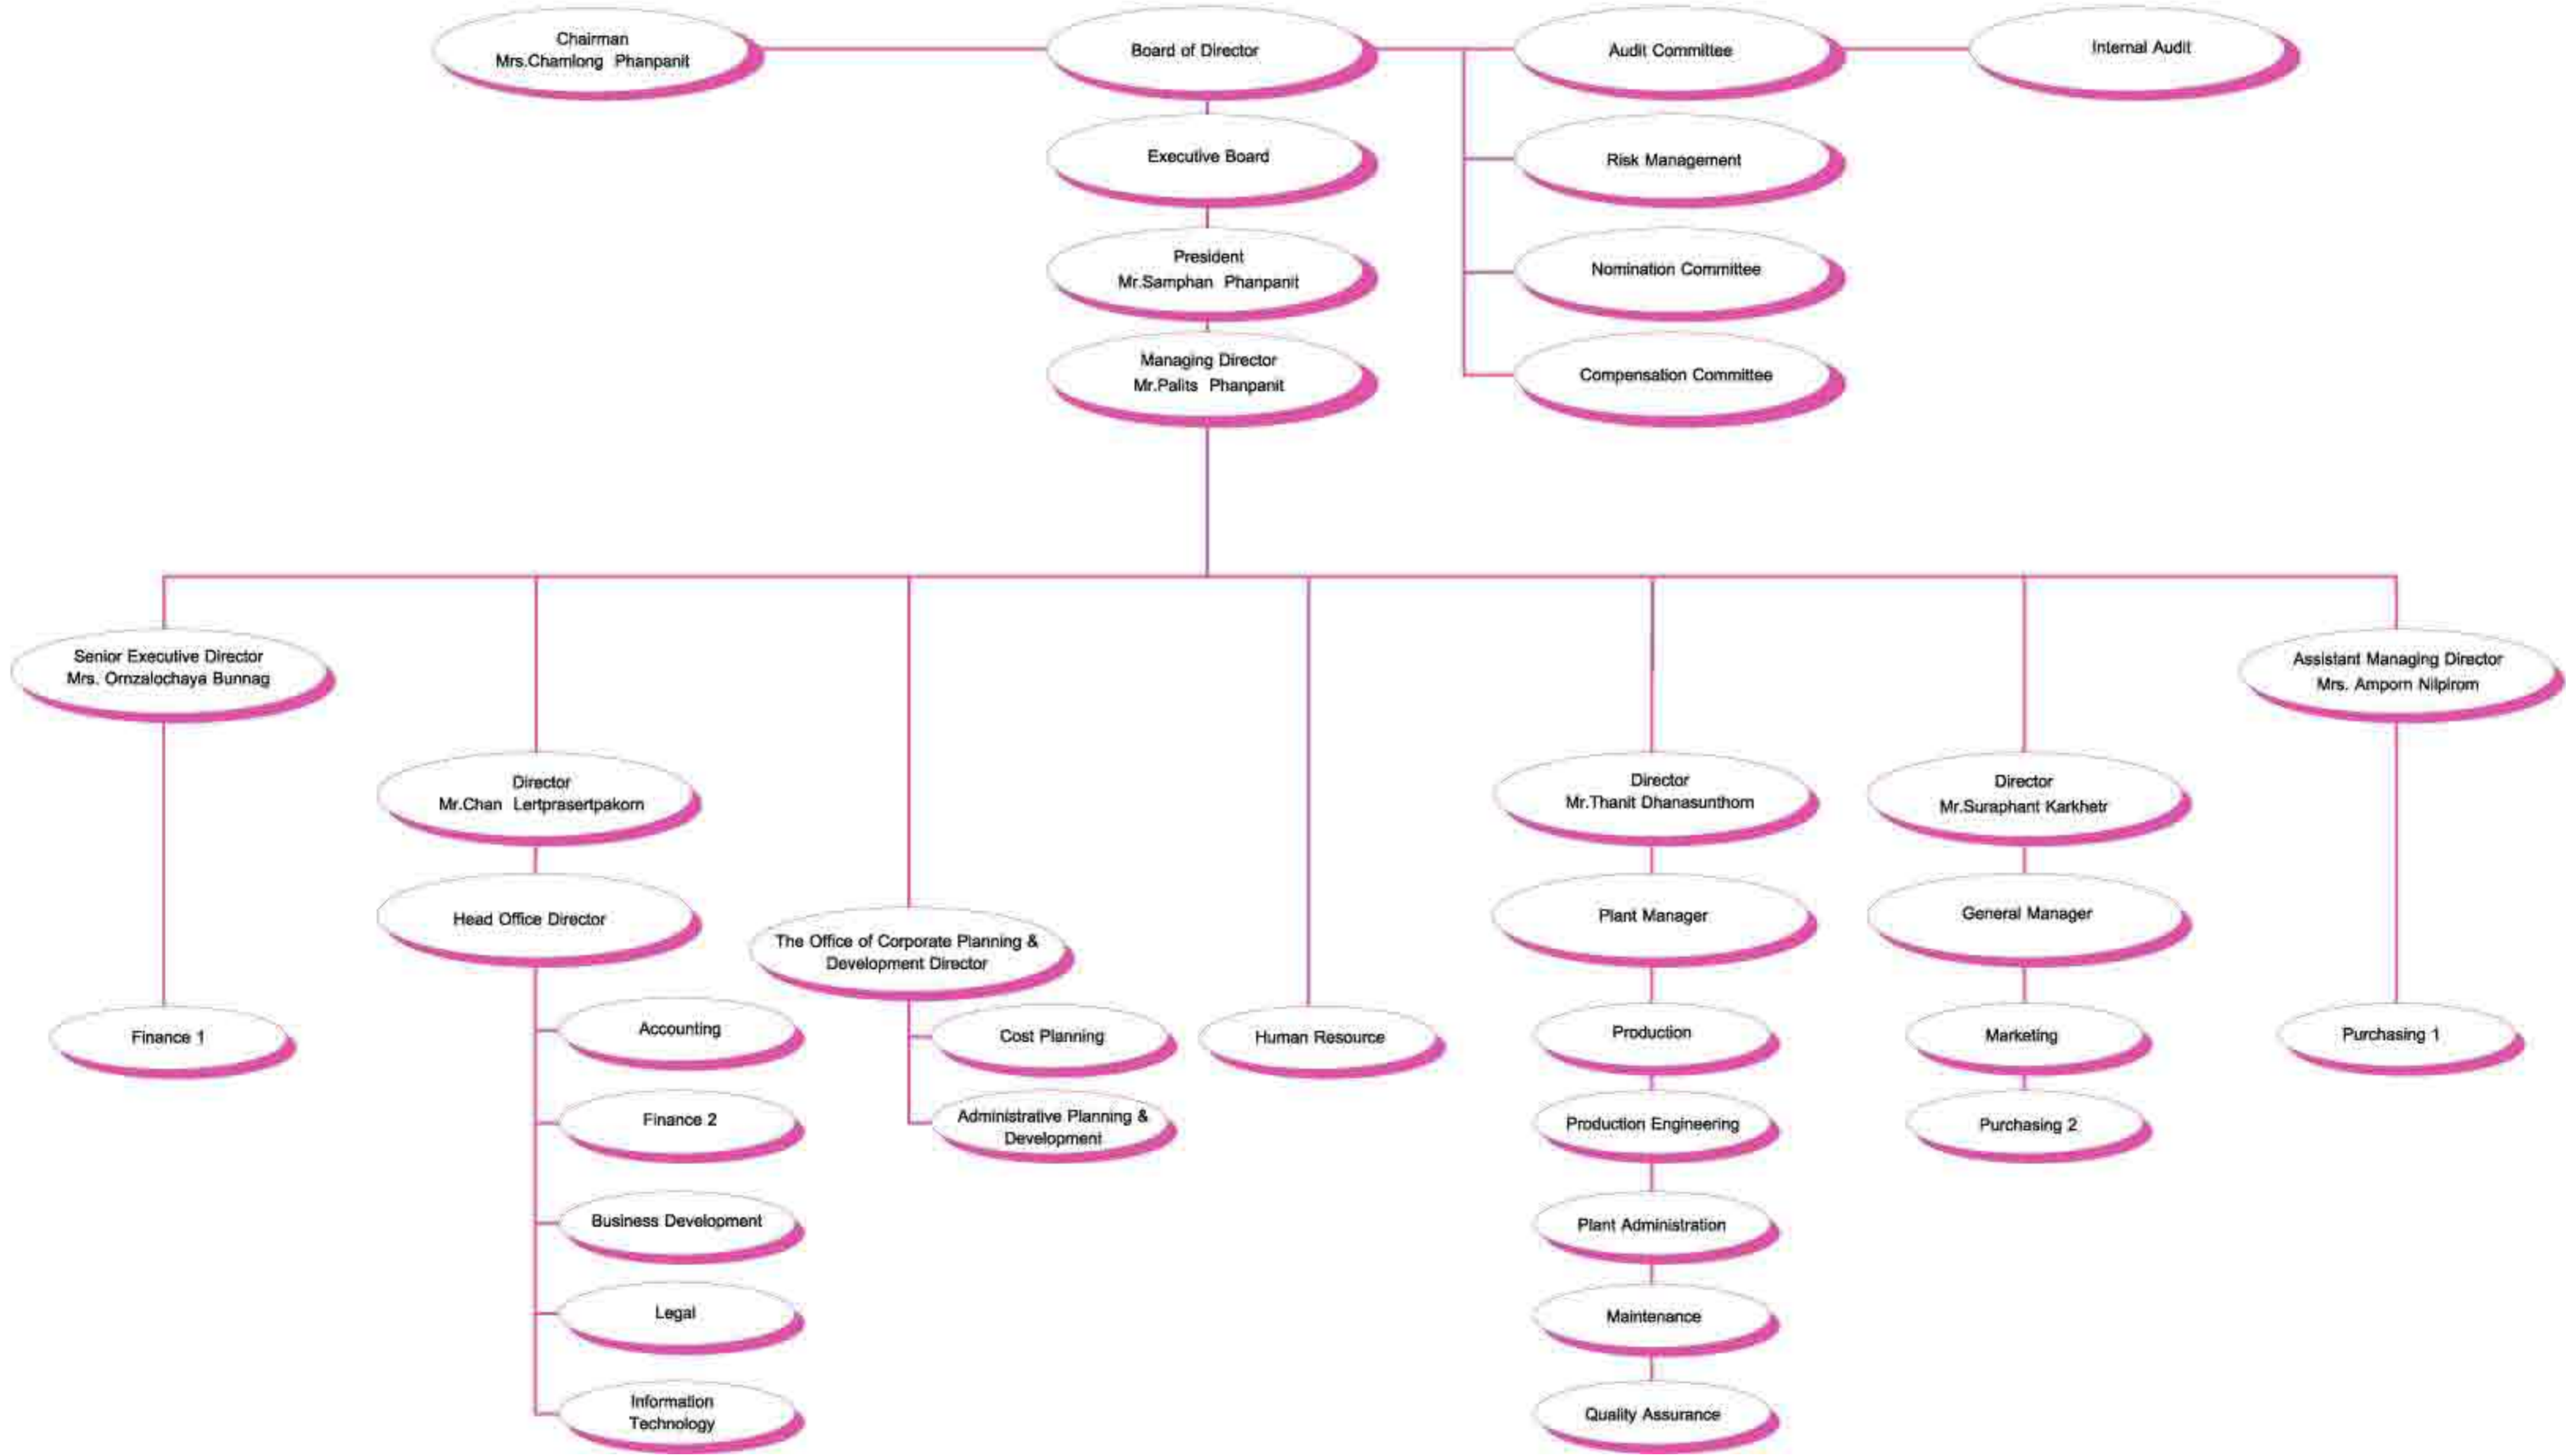 Chairman
Mrs.Chamlong Phanpanit
Board of Director
Audit Committee
Internal Audit
Executive Board
Risk Management
President
Mr.Samphan Phanpanit
Nomination Committee
Managing Director
Mr.Palits Phanpanit
Compensation Committee
Senior Executive Director
Mrs. Ornzalochaya Bunnag
Assistant Managing Director
Mrs. Amporn Nilpirom
Director
Mr.Chan Lertprasertpakorn
Director
Mr.Thanit Dhanasunthorn
Director
Mr.Suraphant Karkhetr
Head Office Director
The Office of Corporate Planning &
Development Director
Plant Manager
General Manager
Finance 1
Accounting
Cost Planning
Human Resource
Production
Marketing
Purchasing 1
Finance 2
Administrative Planning &
Development
Production Engineering
Purchasing 2
Business Development
Plant Administration
Legal
Maintenance
Information
Technology
Quality Assurance